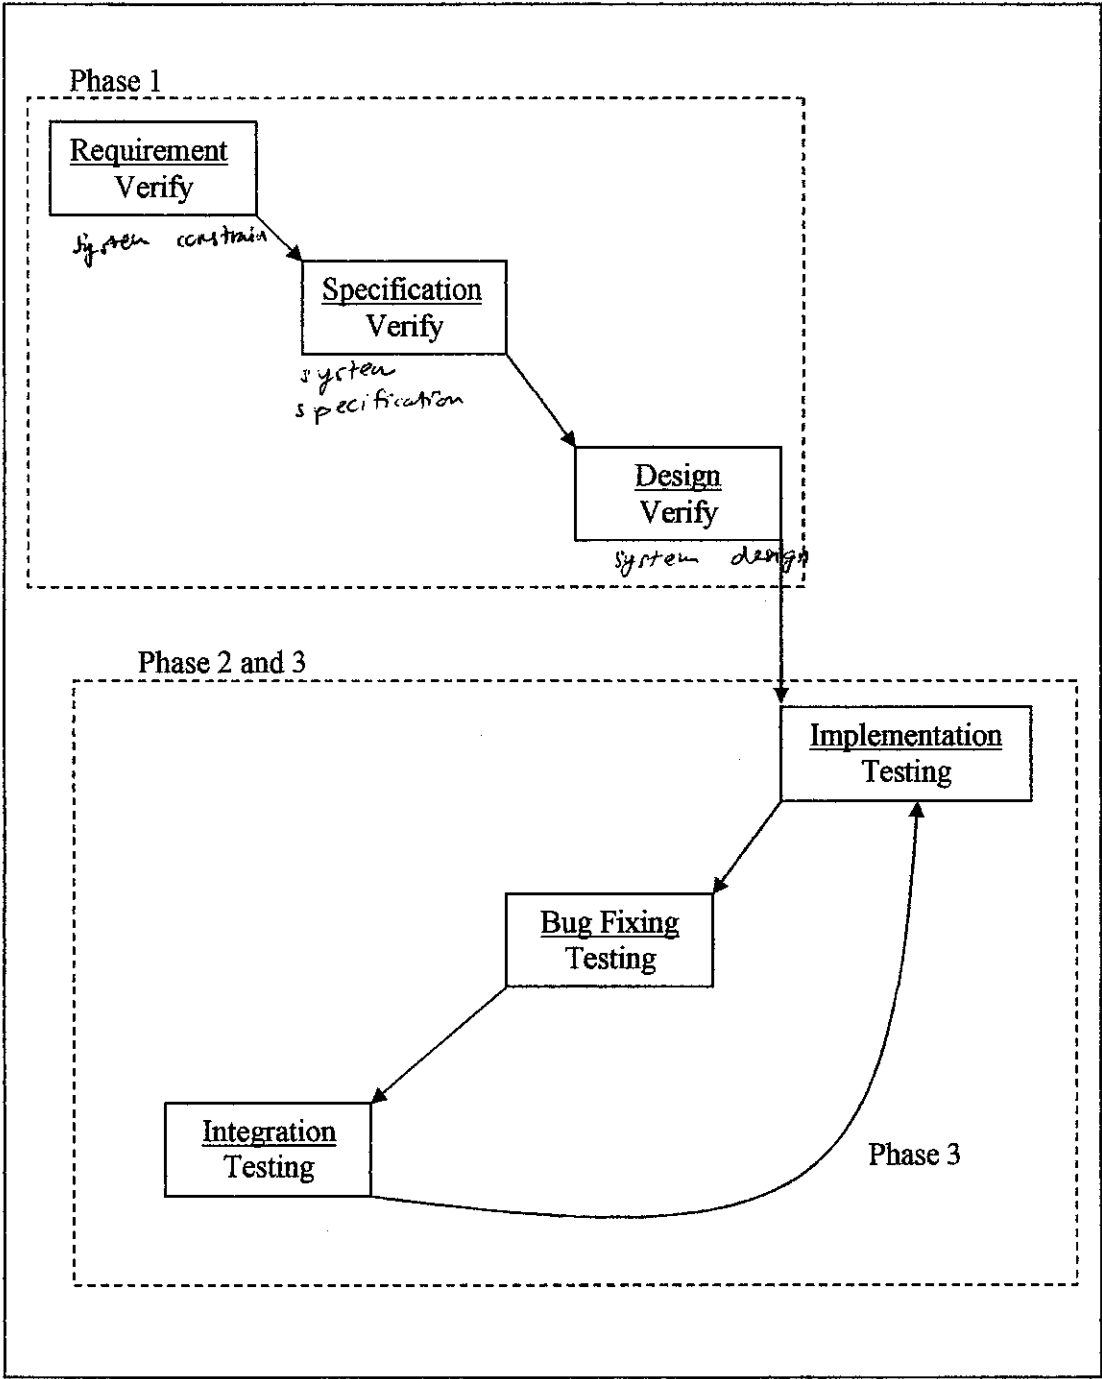 Phase 1
Requirement
Verify
system constrain
Specification
Verify
system
specification
Design
Verify
system design
Phase 2 and 3
Implementation
Testing
Bug Fixing
Testing
Integration
Testing
Phase 3